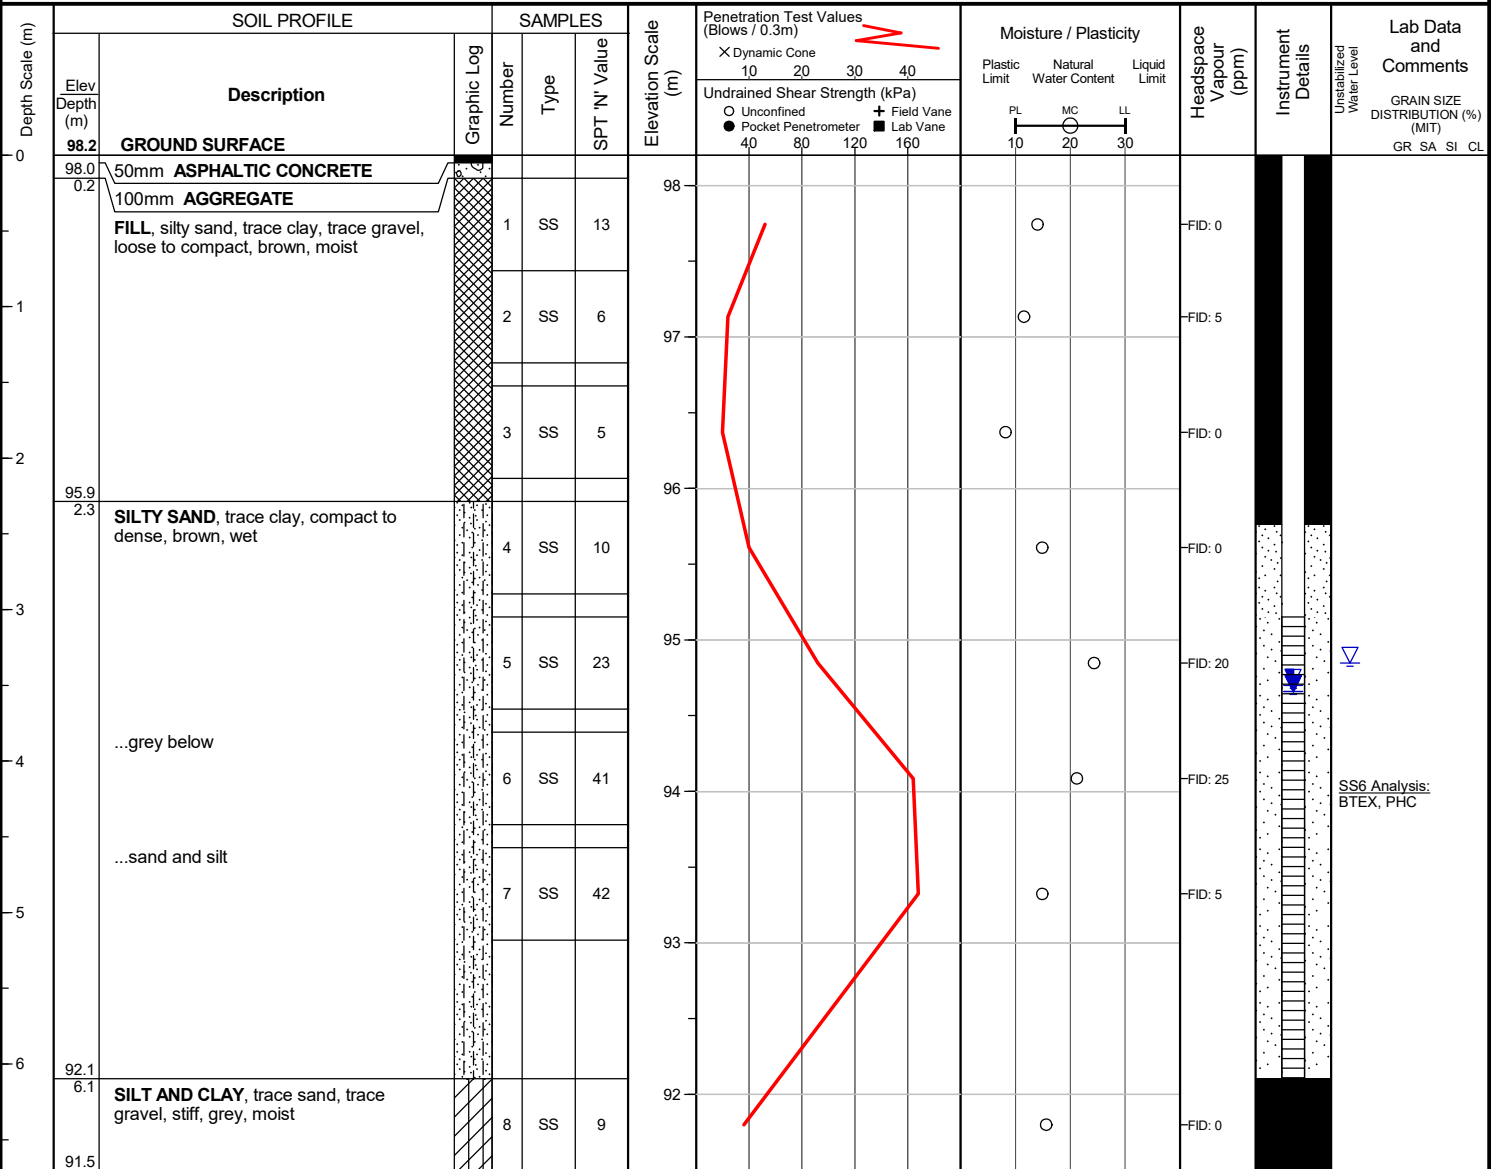 SOIL PROFILE
SAMPLES
Depth Scale (m)
Elev
Depth
(m)
Description
Graphic Log
Number
Type
SPT 'N' Value
Elevation Scale
(m)
Penetration Test Values
(Blows / 0.3m)
× Dynamic Cone
10 20 30 40
Undrained Shear Strength (kPa)
Unconfined
Field Vane
Pocket Penetrometer
Lab Vane
40 80 120 160
Moisture / Plasticity
Plastic
Limit
Natural
Water Content
Liquid
Limit
PL MC LL
10 20 30
Headspace
Vapour
(ppm)
Instrument
Details
Unstabilized
Water Level
Lab Data
and
Comments
GRAIN SIZE
DISTRIBUTION (%)
(MIT)
GR SA SI CL
98.2 GROUND SURFACE
0
98.0 50mm ASPHALTIC CONCRETE
0.2
98
100mm AGGREGATE
FILL, silty sand, trace clay, trace gravel,
loose to compact, brown, moist
1 SS 13
FID: 0
1
2 SS 6
FID: 5
97
3 SS 5
FID: 0
2
96
95.9
2.3
SILTY SAND, trace clay, compact to
dense, brown, wet
4 SS 10
FID: 0
3
95
5 SS 23
FID: 20
...grey below
4
6 SS 41
FID: 25
94
SS6 Analysis:
BTEX, PHC
...sand and silt
7 SS 42
FID: 5
5
93
6
92.1
6.1
92
SILT AND CLAY, trace sand, trace
gravel, stiff, grey, moist
8 SS 9
FID: 0
91.5